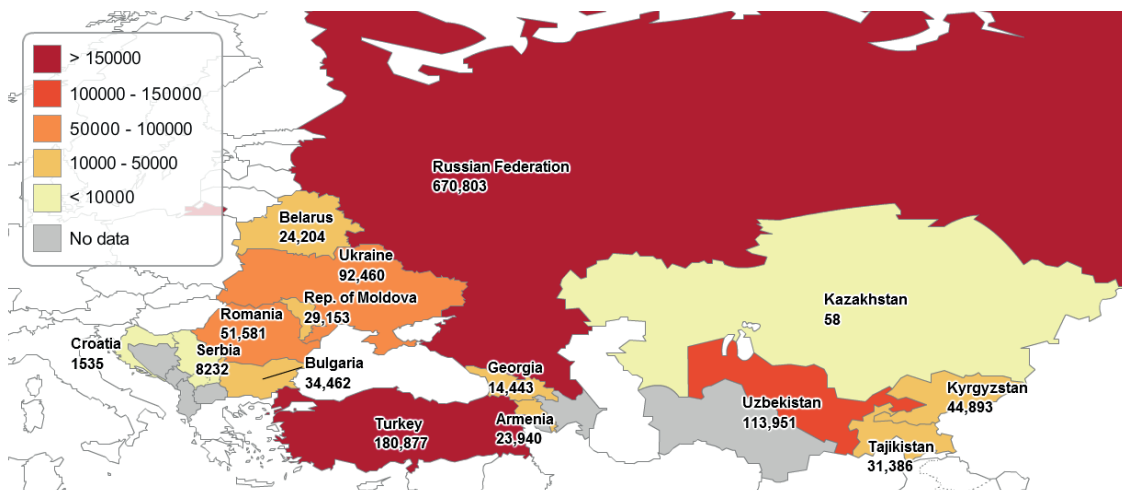 > 150000
100000 - 150000
50000 - 100000
10000 - 50000
< 10000
No data
Russian Federation
670,803
Belarus
24,204
Ukraine
92,460
Rep. of Moldova
29,153
Romania
51,581
Croatia
1535
Serbia
8232
Bulgaria
34,462
Kazakhstan
58
Georgia
14,443
Turkey
180,877
Armenia
23,940
Uzbekistan
113,951
Kyrgyzstan
44,893
Tajikistan
31,386